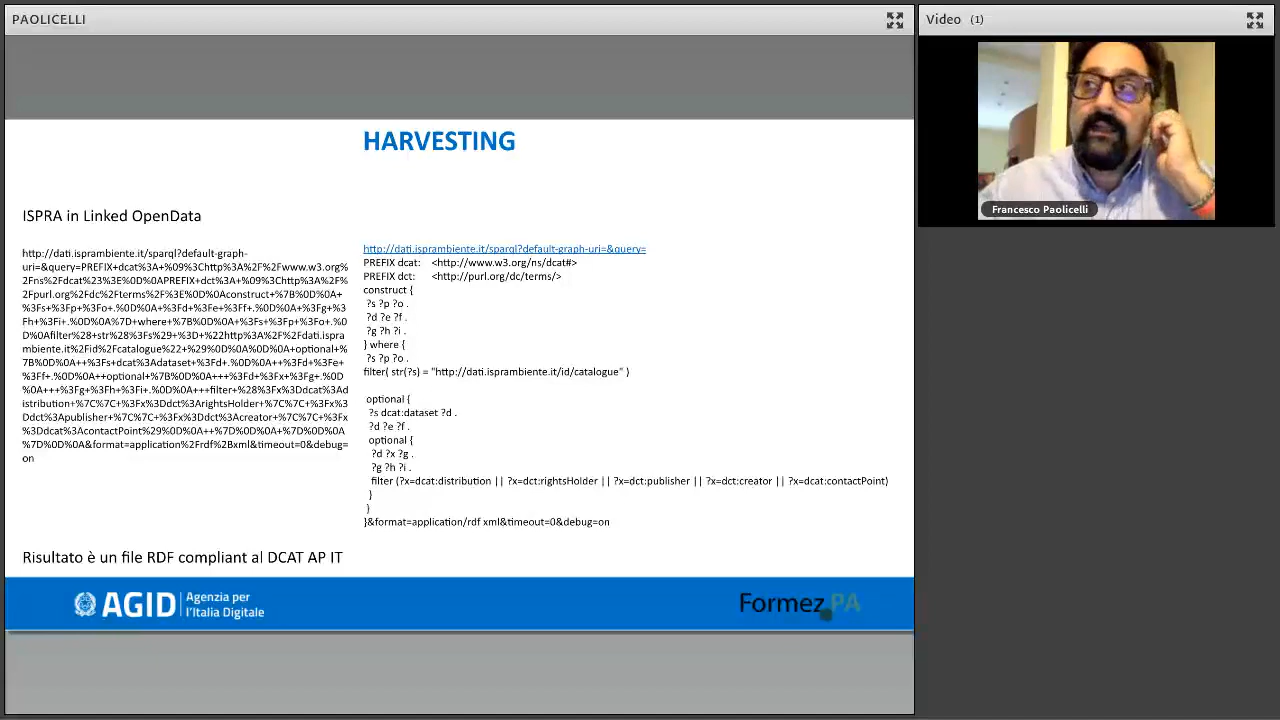 PAOLICELLI
Video (1)
Francesco Paolicelli
HARVESTING
ISPRA in Linked OpenData
http://dati.isprambiente.it/sparql?default-graph-
uri=&query=PREFIX+dcat%3A+%09%3Chttp%3A%2F%2Fwww.w3.org%
2Fns%2Fdcat%23%3E%0D%0APREFIX+dct%3A+%09%3Chttp%3A%2F%
2Fpurl.org%2Fdc%2Fterms%2F%3E%0D%0Aconstruct+%7B%0D%0A+
%3Fs+%3Fp+%3Fo+.%0D%0A+%3Fd+%3Fe+%3Ff+.%0D%0A+%3Fg+%3
Fh+%3Fi+.%0D%0A%7D+where+%7B%0D%0A+%3Fs+%3Fp+%3Fo+.%0
D%0Afilter%28+str%28%3Fs%29+%3D+%22http%3A%2F%2Fdati.ispra
mbiente.it%2Fid%2Fcatalogue%22+%29%0D%0A%0D%0A+optional+%
7B%0D%0A++%3Fs+dcat%3Adataset+%3Fd+.%0D%0A++%3Fd+%3Fe+
%3Ff+.%0D%0A++optional+%7B%0D%0A+++%3Fd+%3Fx+%3Fg+.%0D
%0A+++%3Fg+%3Fh+%3Fi+.%0D%0A+++filter+%28%3Fx%3Ddcat%3Ad
istribution+%7C%7C+%3Fx%3Ddct%3ArightsHolder+%7C%7C+%3Fx%3
Ddct%3Apublisher+%7C%7C+%3Fx%3Ddct%3Acreator+%7C%7C+%3Fx
%3Ddcat%3AcontactPoint%29%0D%0A++%7D%0D%0A+%7D%0D%0A
%7D%0D%0A&format=application%2Frdf%2Bxml&timeout=0&debug=
on
http://dati.isprambiente.it/sparql?default-graph-uri=&query=
PREFIX dcat: <http://www.w3.org/ns/dcat#>
PREFIX dct: <http://purl.org/dc/terms/>
construct {
?s ?p ?o .
?d ?e ?f .
?g ?h ?i .
} where {
?s ?p ?o .
filter( str(?s) = "http://dati.isprambiente.it/id/catalogue" )
optional {
?s dcat:dataset ?d .
?d ?e ?f .
optional {
?d ?x ?g .
?g ?h ?i .
filter (?x=dcat:distribution || ?x=dct:rightsHolder || ?x=dct:publisher || ?x=dct:creator || ?x=dcat:contactPoint)
}
}
}&format=application/rdf xml&timeout=0&debug=on
Risultato è un file RDF compliant al DCAT AP IT
AGID Agenzia per
l'Italia Digitale
Formez PA